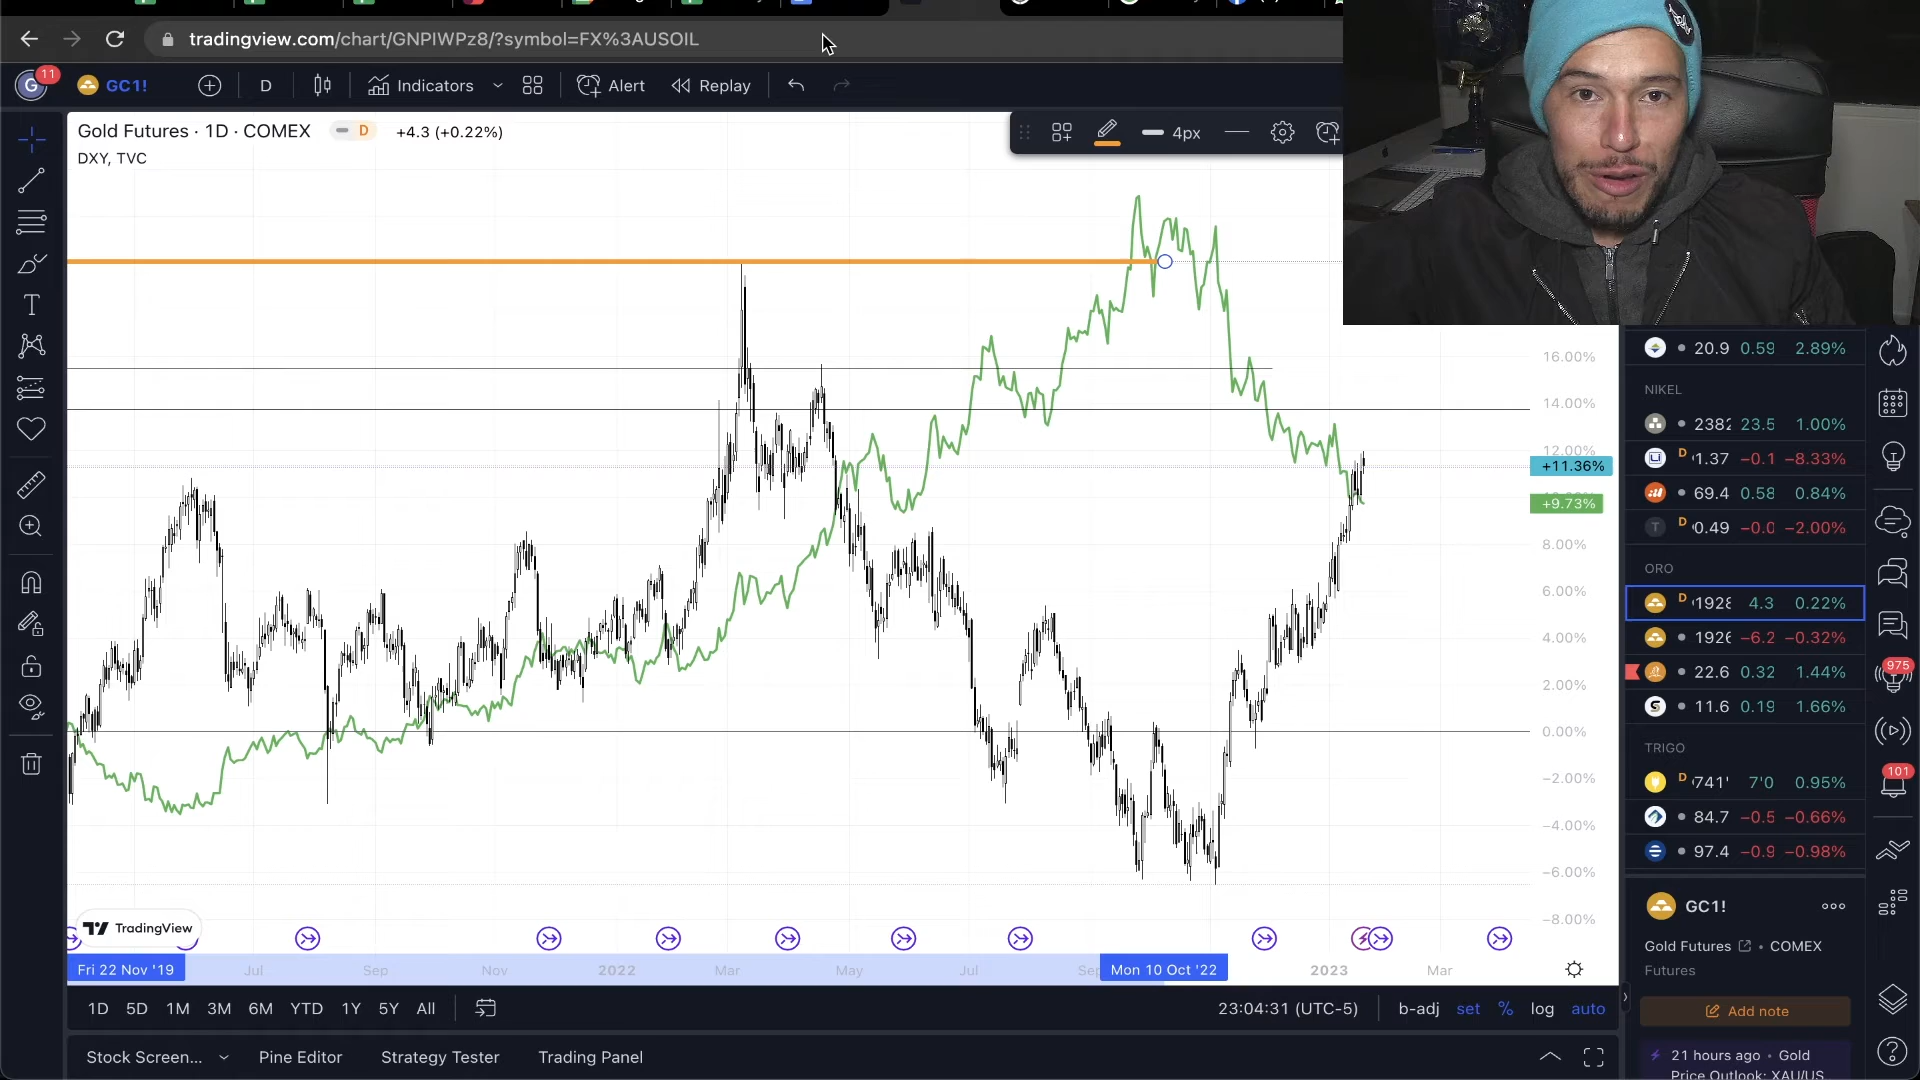 tradingview.com/chart/GNPIWPz8/?symbol=FX%3AUSOIL
G 11 GC1! D Indicators Alert Replay
Gold Futures · 1D · COMEX D +4.3 (+0.22%)
DXY, TVC
4px
16.00%
14.00%
12.00%
+11.36%
+9.73%
8.00%
6.00%
4.00%
2.00%
0.00%
−2.00%
−4.00%
−6.00%
−8.00%
TradingView
Fri 22 Nov '19 Jul Sep Nov 2022 Mar May Jul Mon 10 Oct '22 2023 Mar
1D 5D 1M 3M 6M YTD 1Y 5Y All 23:04:31 (UTC-5) b-adj set % log auto
Stock Screen... Pine Editor Strategy Tester Trading Panel
20.9 0.59 2.89%
NIKEL
2382 23.5 1.00%
D 1.37 −0.1 −8.33%
69.4 0.58 0.84%
T D 0.49 −0.0 −2.00%
ORO
D 1928 4.3 0.22%
1926 −6.2 −0.32%
22.6 0.32 1.44%
11.6 0.19 1.66%
TRIGO
D 741' 7'0 0.95%
84.7 −0.5 −0.66%
97.4 −0.9 −0.98%
GC1!
Gold Futures • COMEX
Futures
Add note
21 hours ago • Gold
Price Outlook: XAU/US
975
101